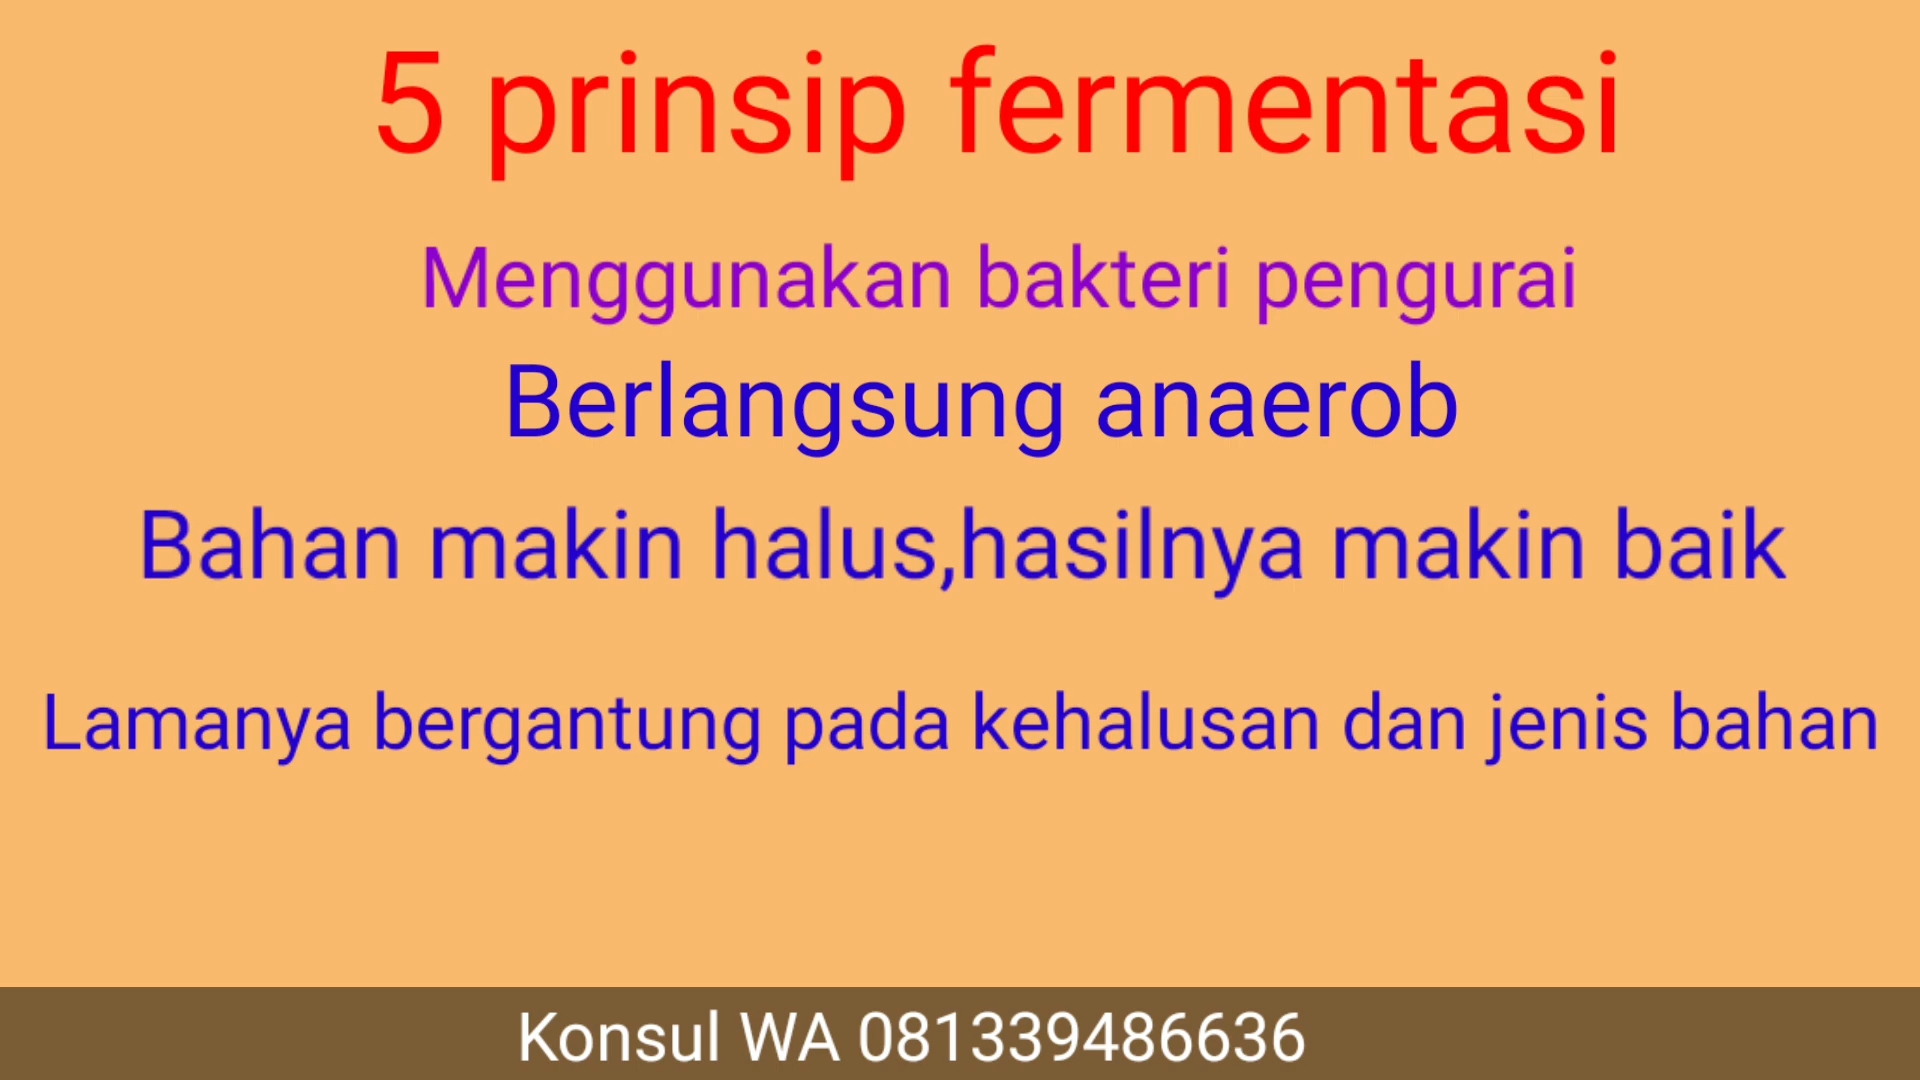 5 prinsip fermentasi
Menggunakan bakteri pengurai
Berlangsung anaerob
Bahan makin halus,hasilnya makin baik
Lamanya bergantung pada kehalusan dan jenis bahan
Konsul WA 081339486636